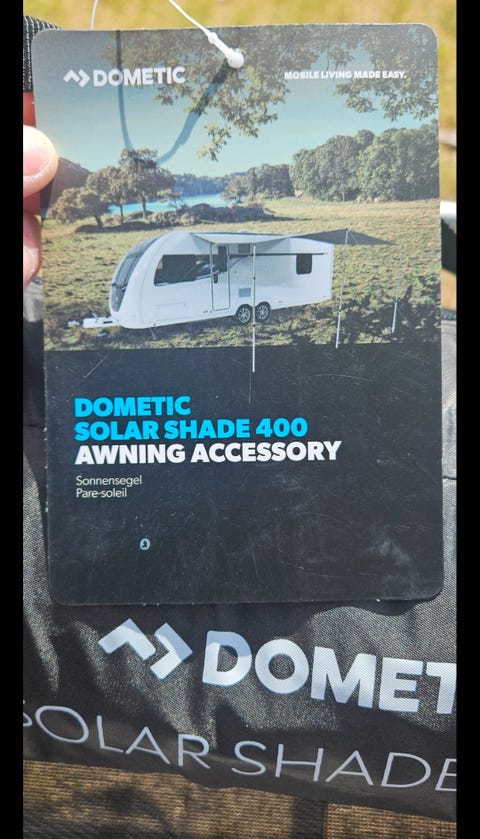 DOMETIC
MOBILE LIVING MADE EASY.
DOMETIC
SOLAR SHADE 400
AWNING ACCESSORY
Sonnensegel
Pare-soleil
DOMET
SOLAR SHADE